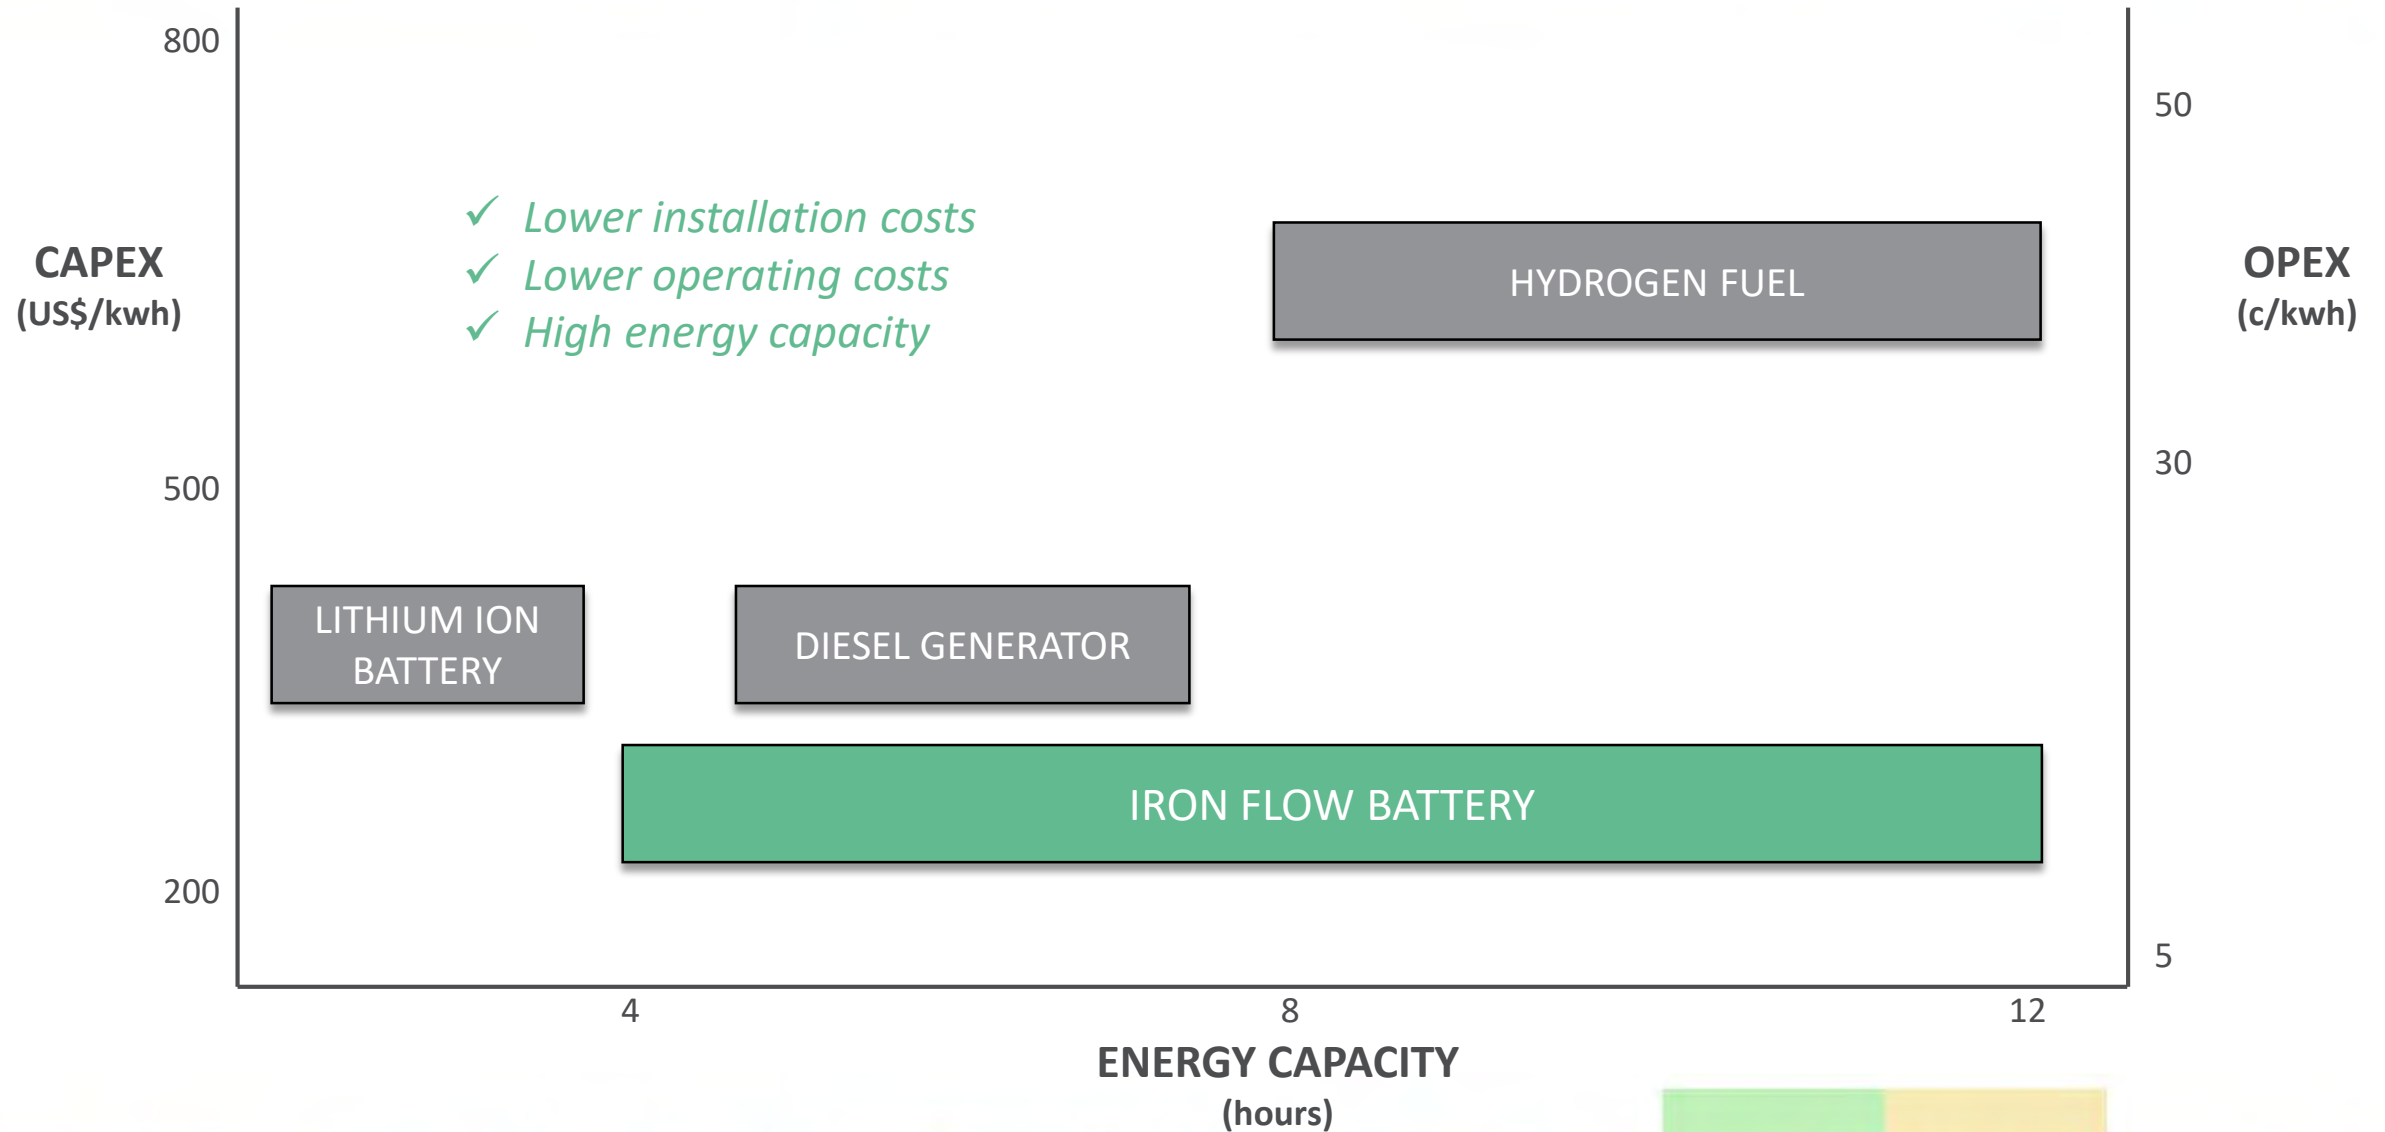 800
50
✓ Lower installation costs
CAPEX
(US$/kwh)
✓ Lower operating costs
✓ High energy capacity
HYDROGEN FUEL
OPEX
(c/kwh)
500
30
LITHIUM ION
BATTERY
DIESEL GENERATOR
IRON FLOW BATTERY
200
5
4
8
12
ENERGY CAPACITY
(hours)